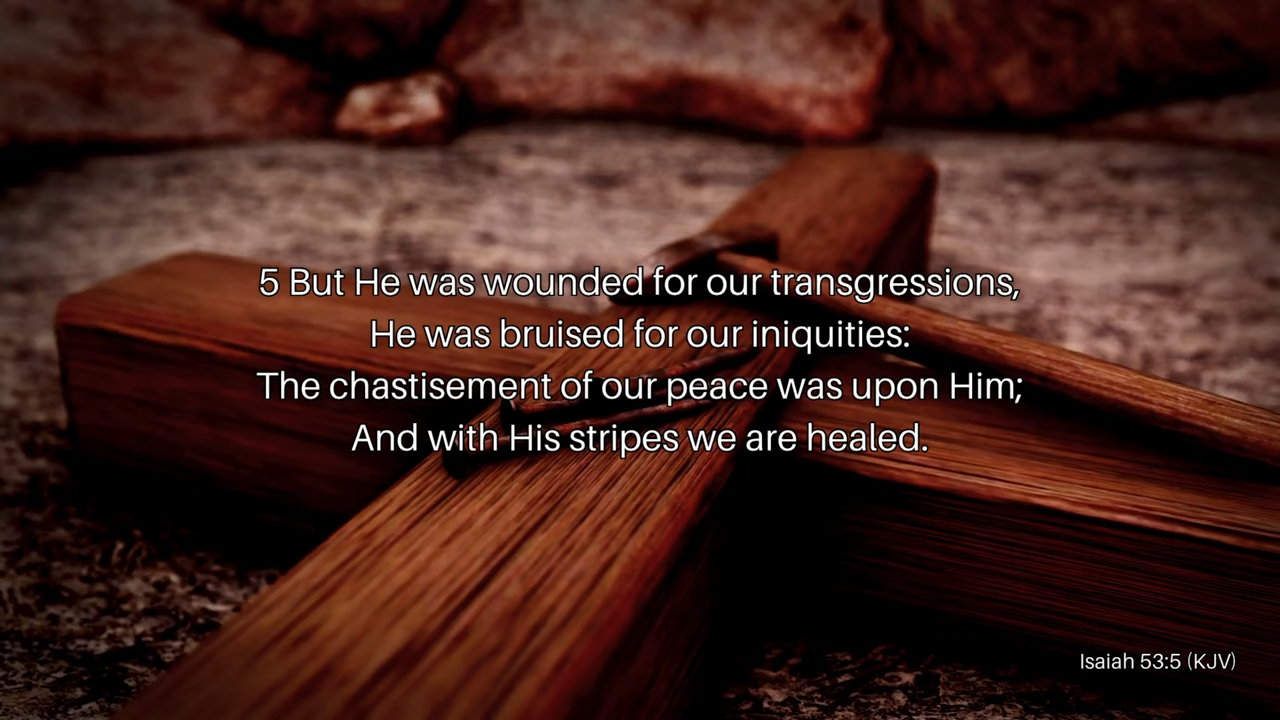 5 But He was wounded for our transgressions,
He was bruised for our iniquities:
The chastisement of our peace was upon Him;
And with His stripes we are healed.
Isaiah 53:5 (KJV)